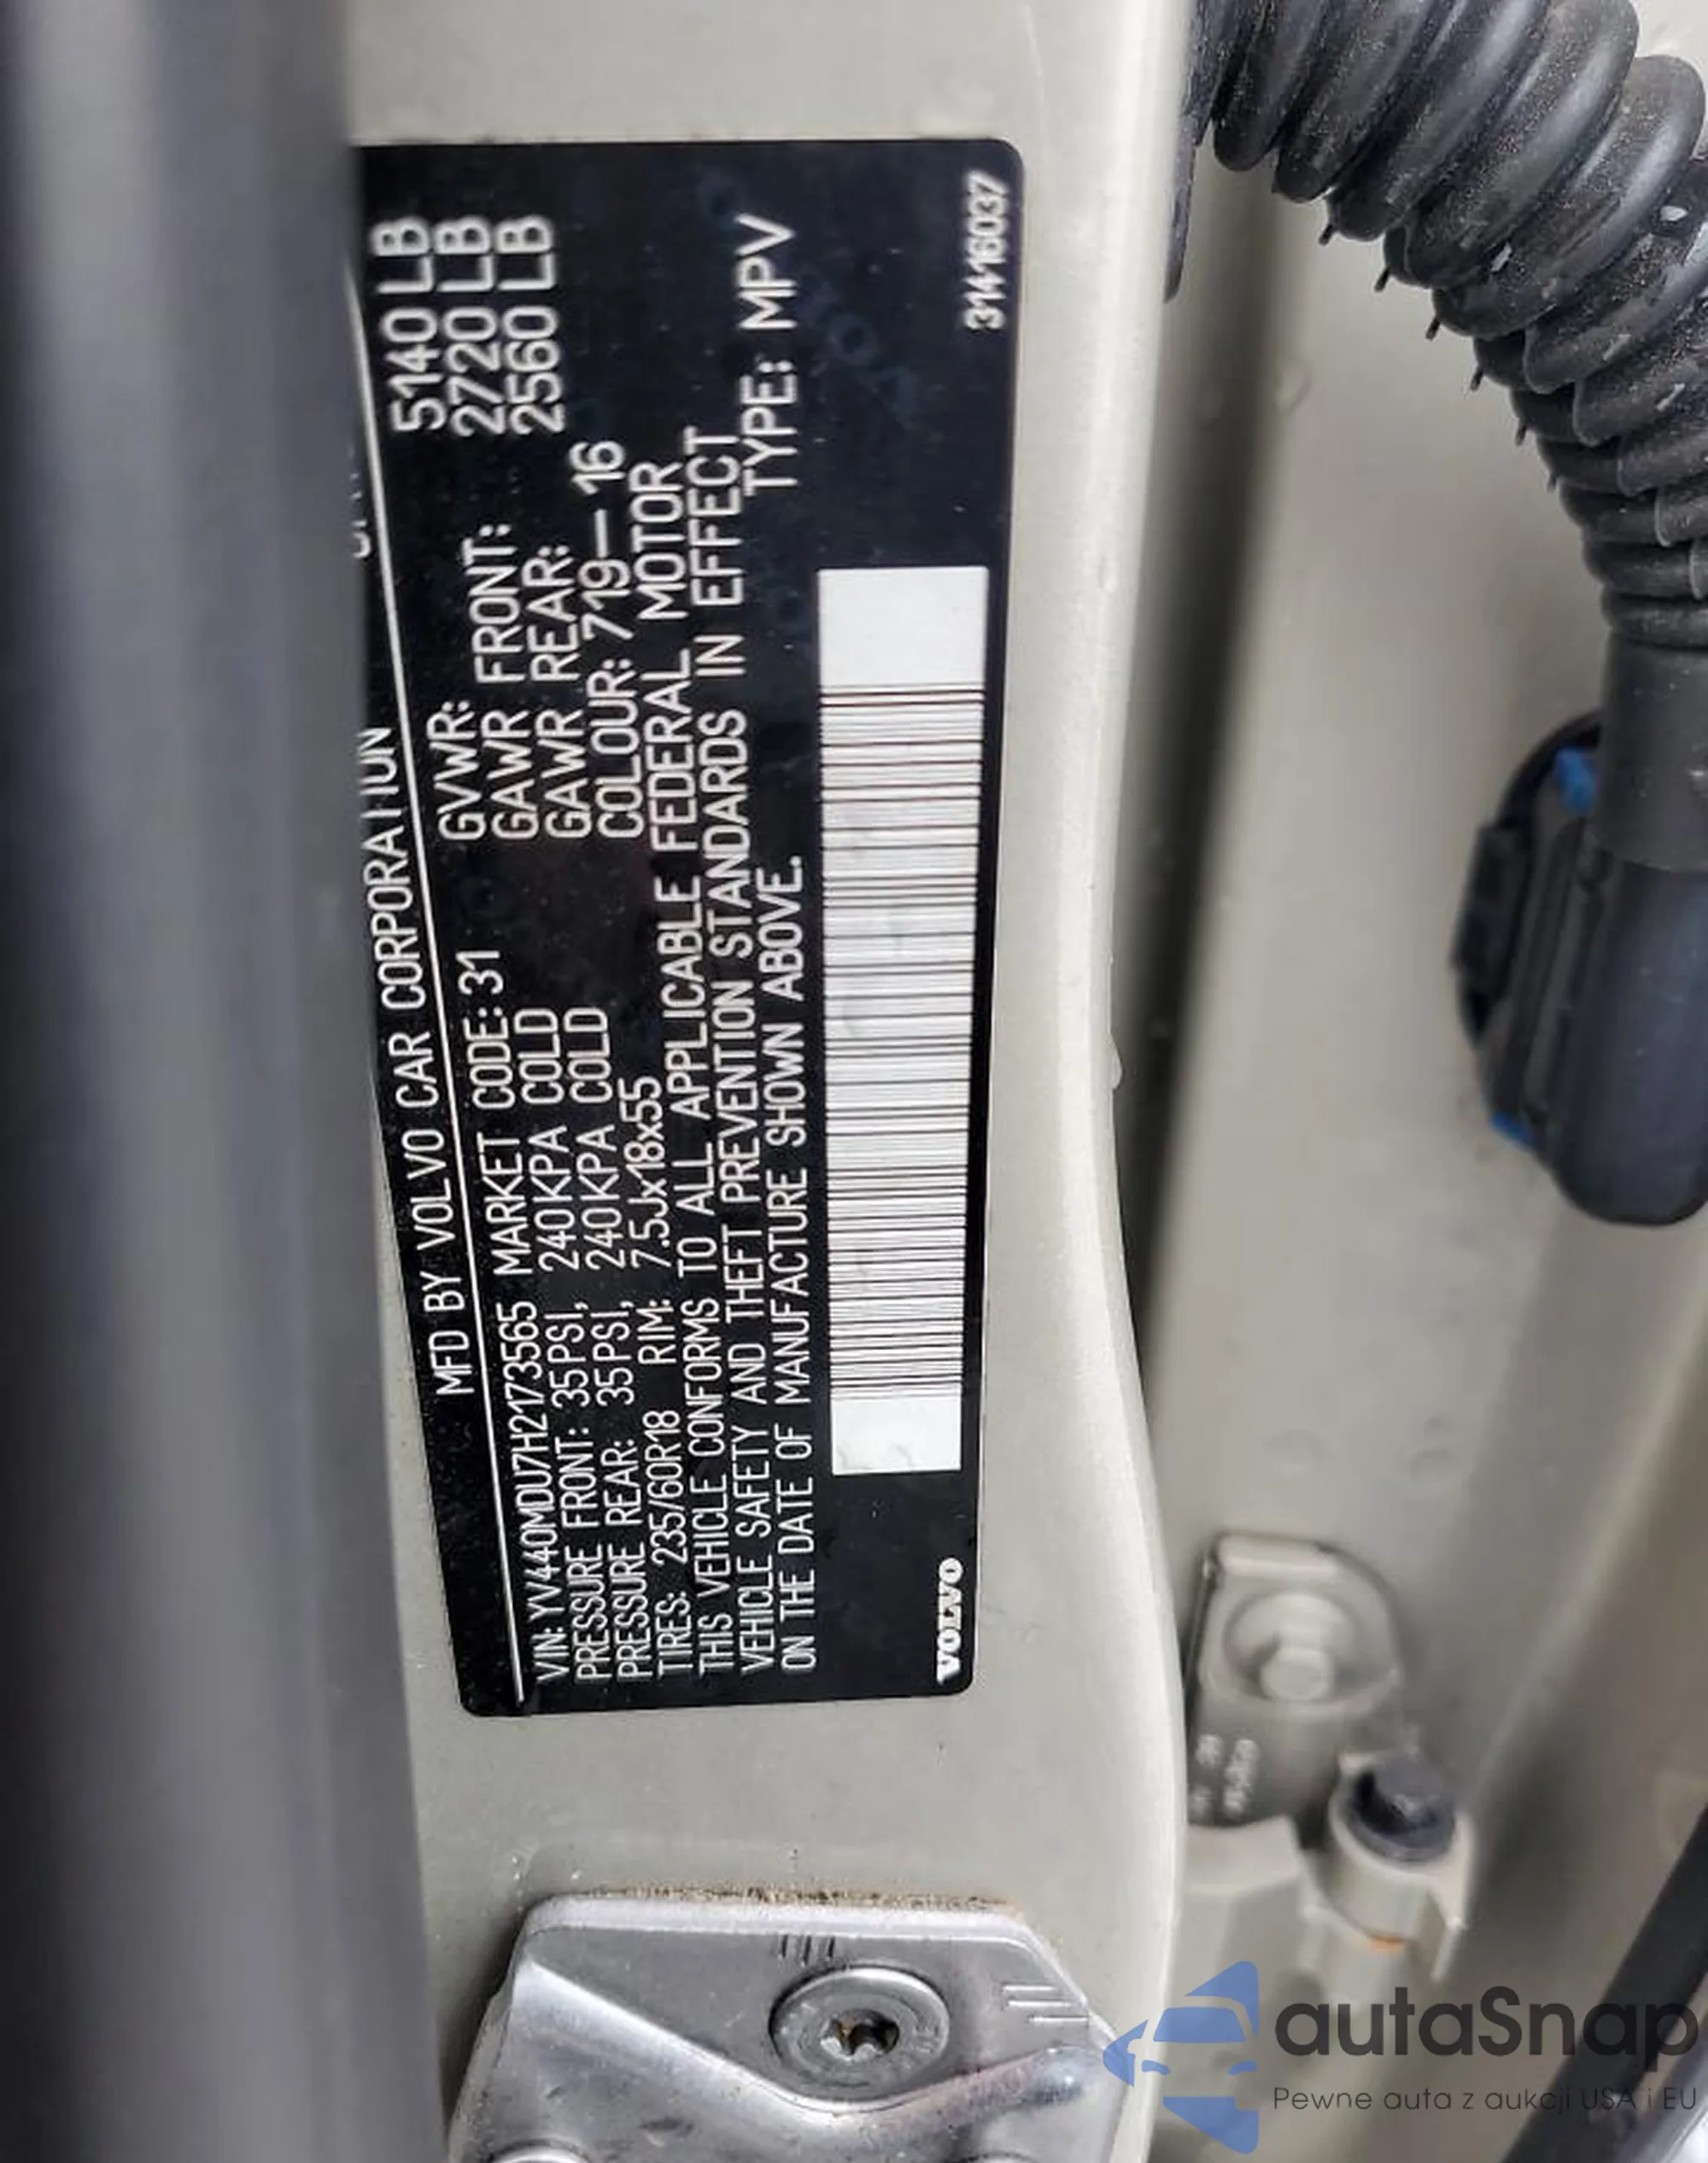 MFD BY VOLVO CAR CORPORATION
VIN: YV440MDU7H2173565 MARKET CODE: 31 GVWR: 5140 LB
PRESSURE FRONT: 35PSI, 240KPA COLD GAWR FRONT: 2720 LB
PRESSURE REAR: 35PSI, 240KPA COLD GAWR REAR: 2560 LB
TIRES: 235/60R18 RIM: 7.5Jx18x55 COLOUR: 719-16
THIS VEHICLE CONFORMS TO ALL APPLICABLE FEDERAL MOTOR
VEHICLE SAFETY AND THEFT PREVENTION STANDARDS IN EFFECT
ON THE DATE OF MANUFACTURE SHOWN ABOVE. TYPE: MPV
VOLVO 31416037
autaSnap
Pewne auta z aukcji USA i EU